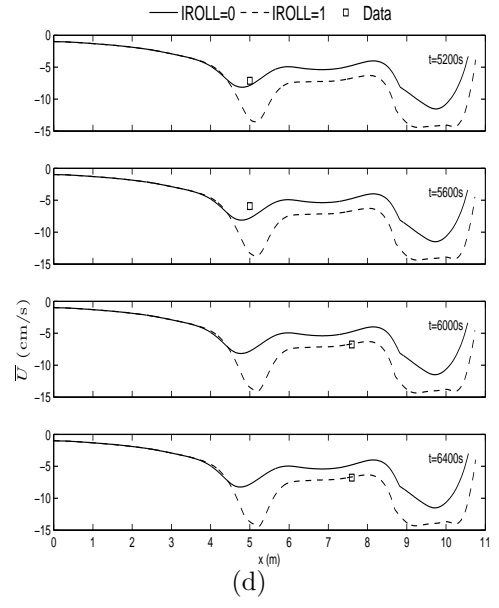 IROLL=0 IROLL=1 Data
0
−5
−10
−15
t=5200s
0
−5
−10
−15
t=5600s
0
−5
−10
−15
t=6000s
U̅ (cm/s)
0
−5
−10
−15
t=6400s
0 1 2 3 4 5 6 7 8 9 10 11
x (m)
(d)